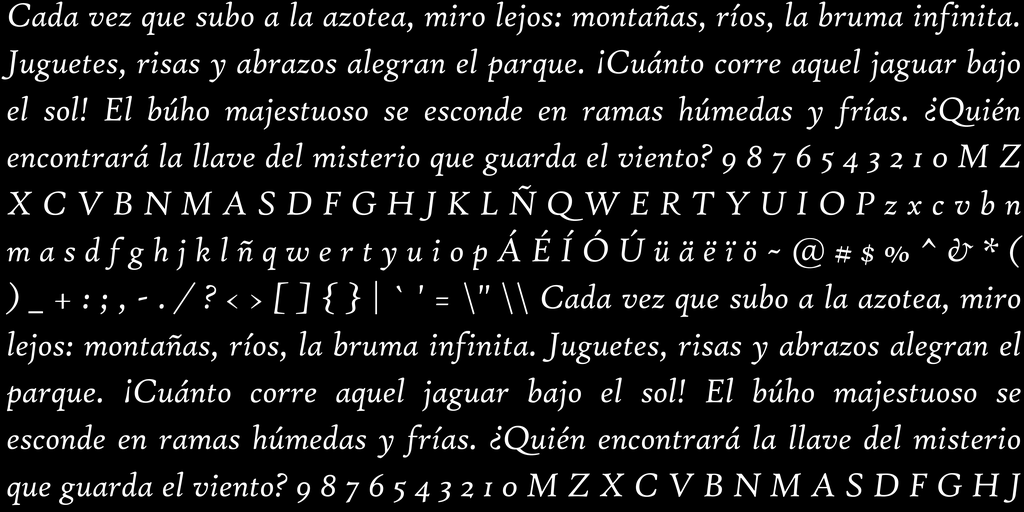 Cada vez que subo a la azotea, miro lejos: montañas, ríos, la bruma infinita.
Juguetes, risas y abrazos alegran el parque. ¡Cuánto corre aquel jaguar bajo
el sol! El búho majestuoso se esconde en ramas húmedas y frías. ¿Quién
encontrará la llave del misterio que guarda el viento? 9 8 7 6 5 4 3 2 1 0 M Z
X C V B N M A S D F G H J K L Ñ Q W E R T Y U I O P z x c v b n
m a s d f g h j k l ñ q w e r t y u i o p Á É Í Ó Ú ü ä ë ï ö ~ @ # $ % ^ & * (
) _ + : ; , - . / ? < > [ ] { } | ` ' = \" \\ Cada vez que subo a la azotea, miro
lejos: montañas, ríos, la bruma infinita. Juguetes, risas y abrazos alegran el
parque. ¡Cuánto corre aquel jaguar bajo el sol! El búho majestuoso se
esconde en ramas húmedas y frías. ¿Quién encontrará la llave del misterio
que guarda el viento? 9 8 7 6 5 4 3 2 1 0 M Z X C V B N M A S D F G H J